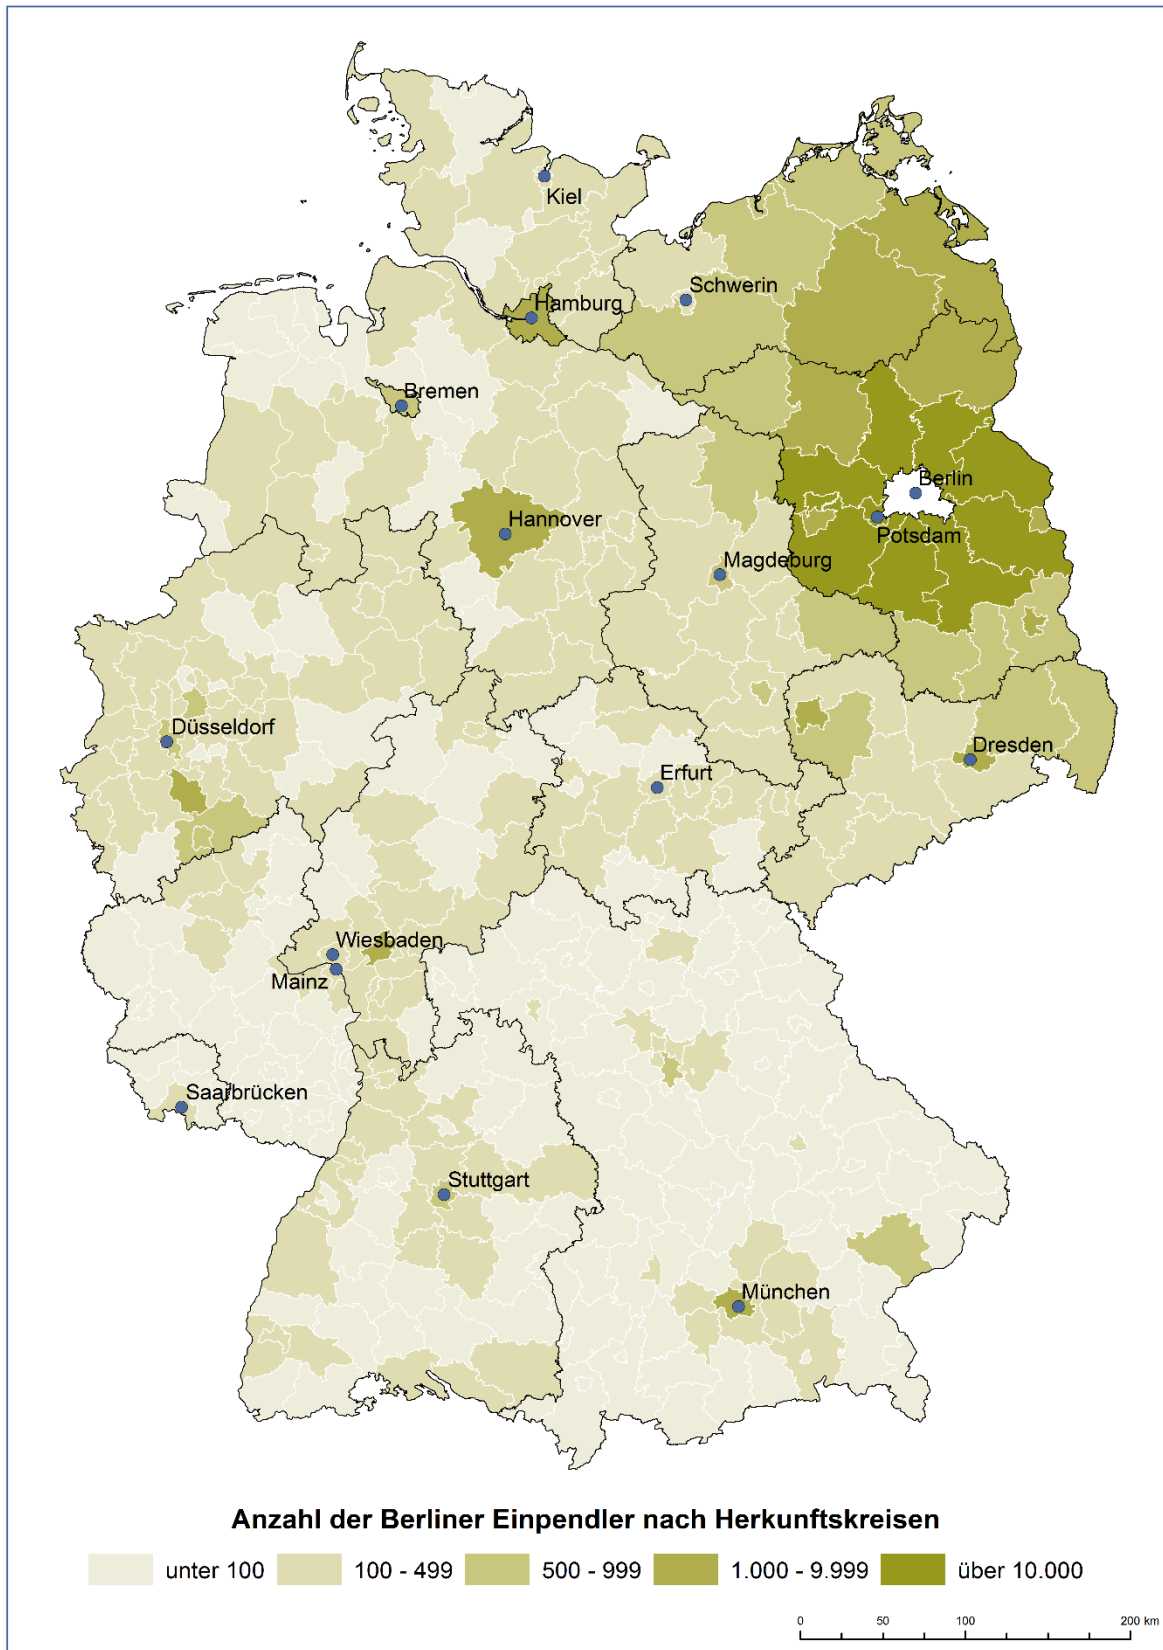 Kiel
Schwerin
Hamburg
Bremen
Berlin
Hannover
Potsdam
Magdeburg
Düsseldorf
Dresden
Erfurt
Wiesbaden
Mainz
Saarbrücken
Stuttgart
München
Anzahl der Berliner Einpendler nach Herkunftskreisen
unter 100 100 - 499 500 - 999 1.000 - 9.999 über 10.000
0 50 100 200 km